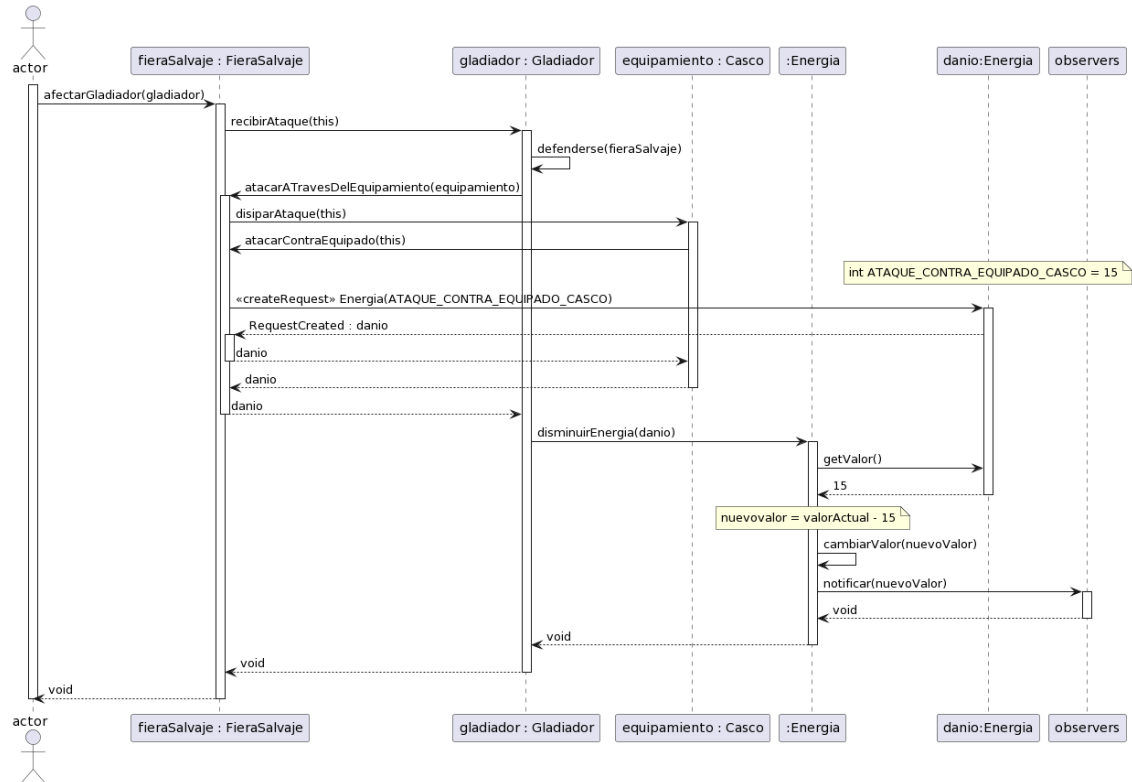 actor
fieraSalvaje : FieraSalvaje
gladiador : Gladiador
equipamiento : Casco
:Energia
danio:Energia
observers
afectarGladiador(gladiador)
recibirAtaque(this)
defenderse(fieraSalvaje)
atacarATravesDelEquipamiento(equipamiento)
disiparAtaque(this)
atacarContraEquipado(this)
int ATAQUE_CONTRA_EQUIPADO_CASCO = 15
«createRequest» Energia(ATAQUE_CONTRA_EQUIPADO_CASCO)
RequestCreated : danio
danio
danio
danio
disminuirEnergia(danio)
getValor()
15
nuevovalor = valorActual - 15
cambiarValor(nuevoValor)
notificar(nuevoValor)
void
void
void
void
actor
fieraSalvaje : FieraSalvaje
gladiador : Gladiador
equipamiento : Casco
:Energia
danio:Energia
observers